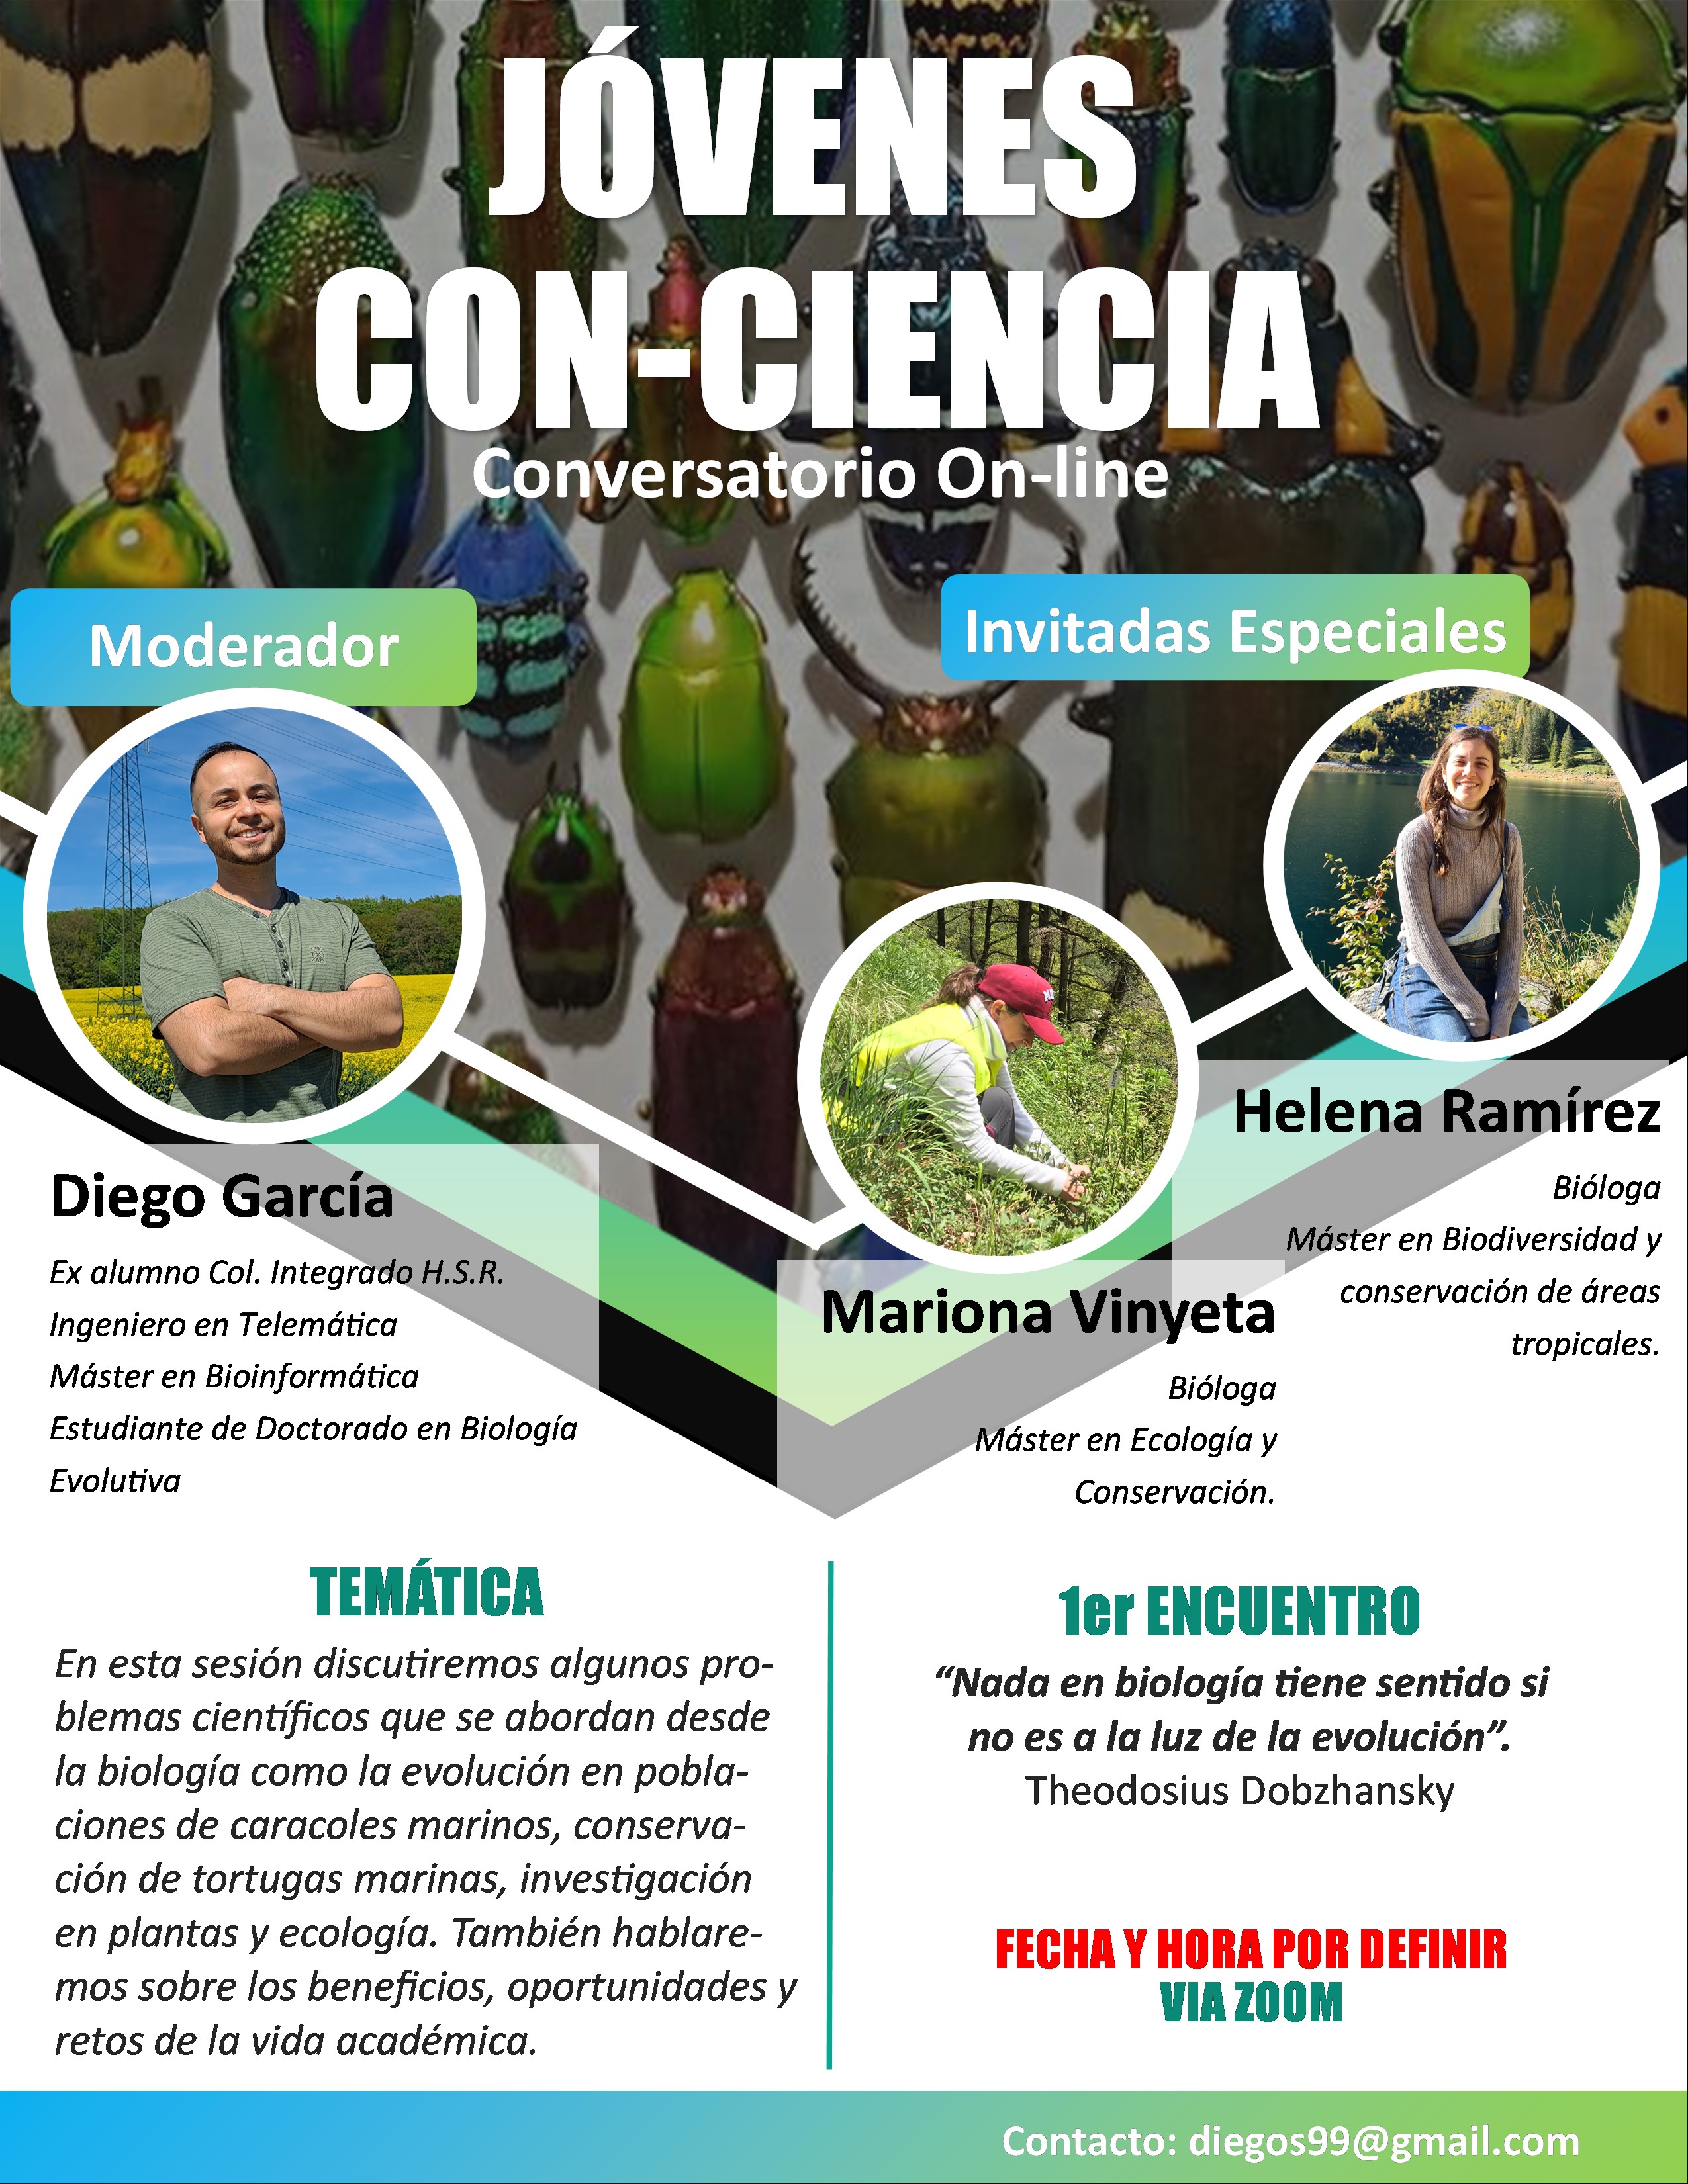 JÓVENES
CON-CIENCIA
Conversatorio On-line
Moderador
Invitadas Especiales
Diego García
Ex alumno Col. Integrado H.S.R.
Ingeniero en Telemática
Máster en Bioinformática
Estudiante de Doctorado en Biología
Evolutiva
Mariona Vinyeta
Bióloga
Máster en Ecología y
Conservación.
Helena Ramírez
Bióloga
Máster en Biodiversidad y
conservación de áreas
tropicales.
TEMÁTICA
En esta sesión discutiremos algunos pro-
blemas científicos que se abordan desde
la biología como la evolución en pobla-
ciones de caracoles marinos, conserva-
ción de tortugas marinas, investigación
en plantas y ecología. También hablare-
mos sobre los beneficios, oportunidades y
retos de la vida académica.
1er ENCUENTRO
“Nada en biología tiene sentido si
no es a la luz de la evolución”.
Theodosius Dobzhansky
FECHA Y HORA POR DEFINIR
VIA ZOOM
Contacto: diegos99@gmail.com